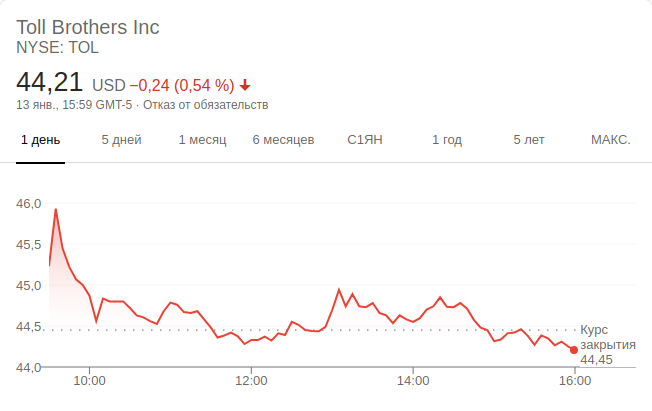 Toll Brothers Inc
NYSE: TOL
44,21 USD −0,24 (0,54 %)
13 янв., 15:59 GMT-5 · Отказ от обязательств
1 день 5 дней 1 месяц 6 месяцев С1ЯН 1 год 5 лет МАКС.
46,0
45,5
45,0
44,5
44,0
Курс
закрытия
44,45
10:00 12:00 14:00 16:00